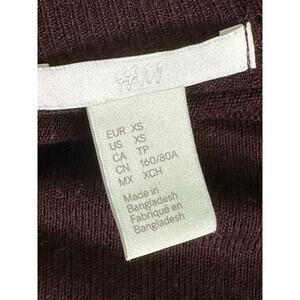 H&M
EUR XS
US XS
CA TP
CN 160/80A
MX XCH
Made in
Bangladesh
Fabriqué en
Bangladesh